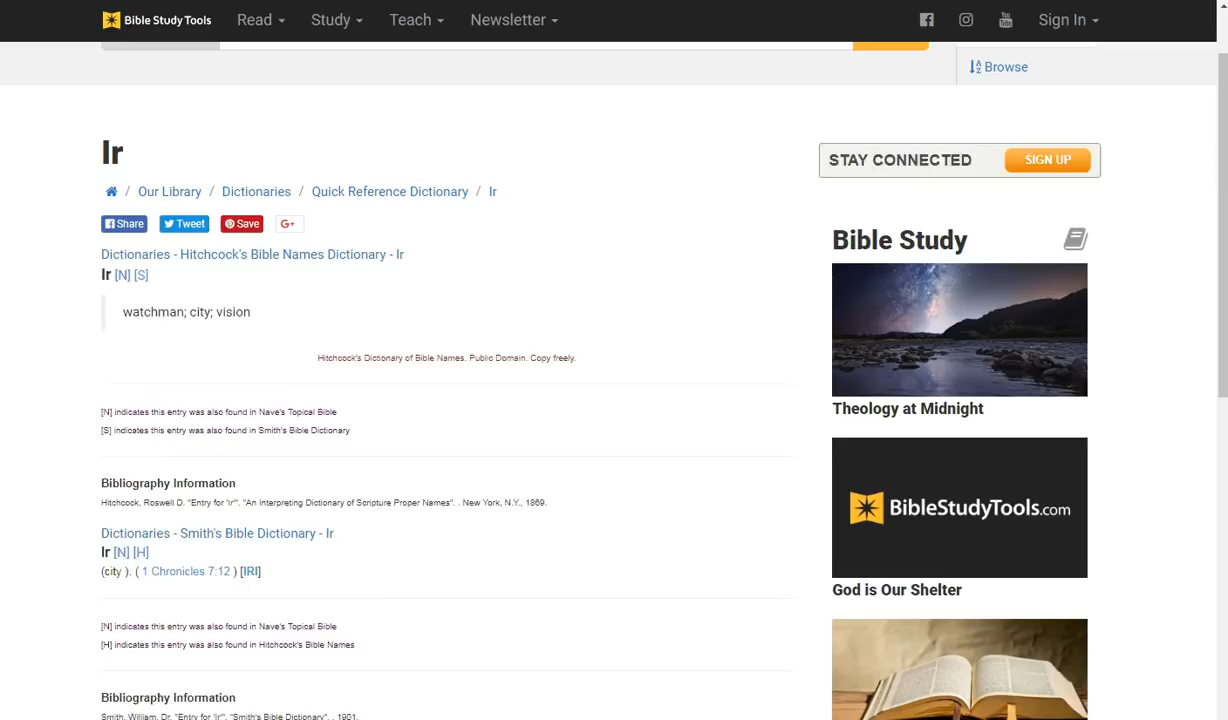 Bible Study Tools Read Study Teach Newsletter You Tube Sign In
Browse
Ir
/ Our Library / Dictionaries / Quick Reference Dictionary / Ir
Share Tweet Save G+
Dictionaries - Hitchcock's Bible Names Dictionary - Ir
Ir [N] [S]
watchman; city; vision
Hitchcock's Dictionary of Bible Names. Public Domain. Copy freely.
[N] indicates this entry was also found in Nave's Topical Bible
[S] indicates this entry was also found in Smith's Bible Dictionary
Bibliography Information
Hitchcock, Roswell D. "Entry for 'Ir'". "An Interpreting Dictionary of Scripture Proper Names". . New York, N.Y., 1869.
Dictionaries - Smith's Bible Dictionary - Ir
Ir [N] [H]
(city ). ( 1 Chronicles 7:12 ) [IRI]
[N] indicates this entry was also found in Nave's Topical Bible
[H] indicates this entry was also found in Hitchcock's Bible Names
Bibliography Information
Smith, William, Dr. "Entry for 'Ir'". "Smith's Bible Dictionary". . 1901.
STAY CONNECTED SIGN UP
Bible Study
Theology at Midnight
BibleStudyTools.com
God is Our Shelter